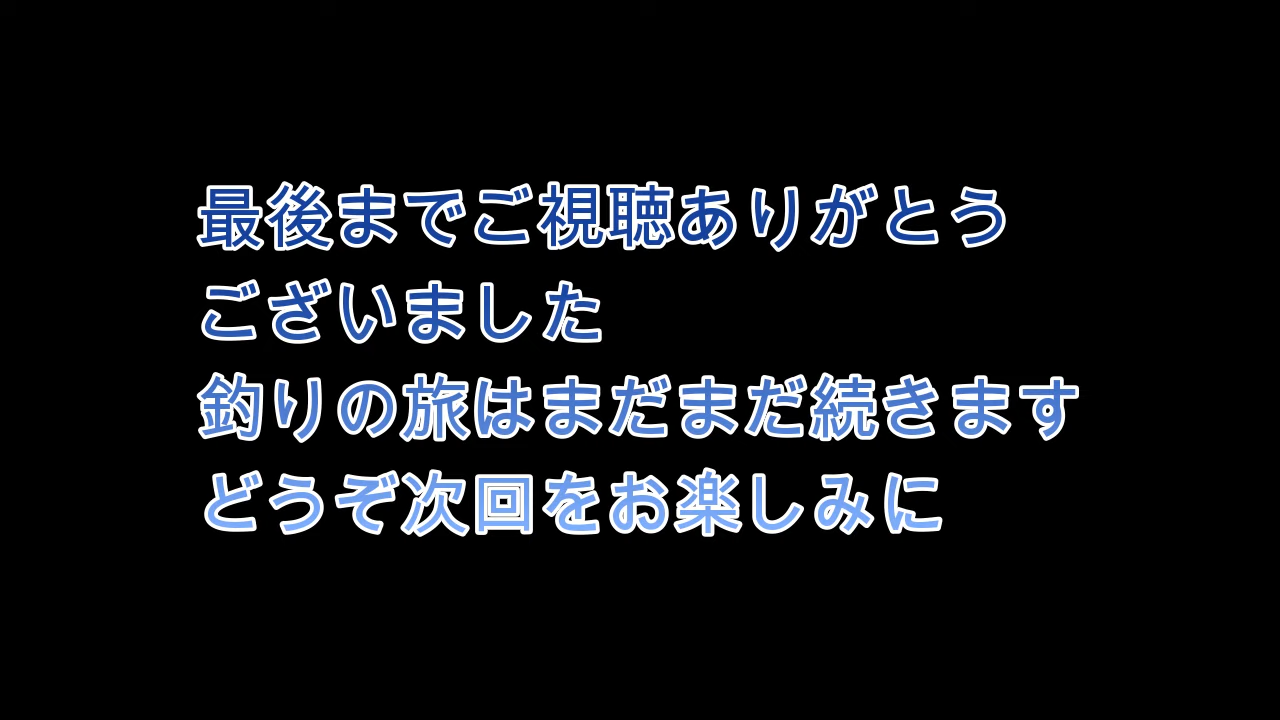 最後までご視聴ありがとう
ございました
釣りの旅はまだまだ続きます
どうぞ次回をお楽しみに